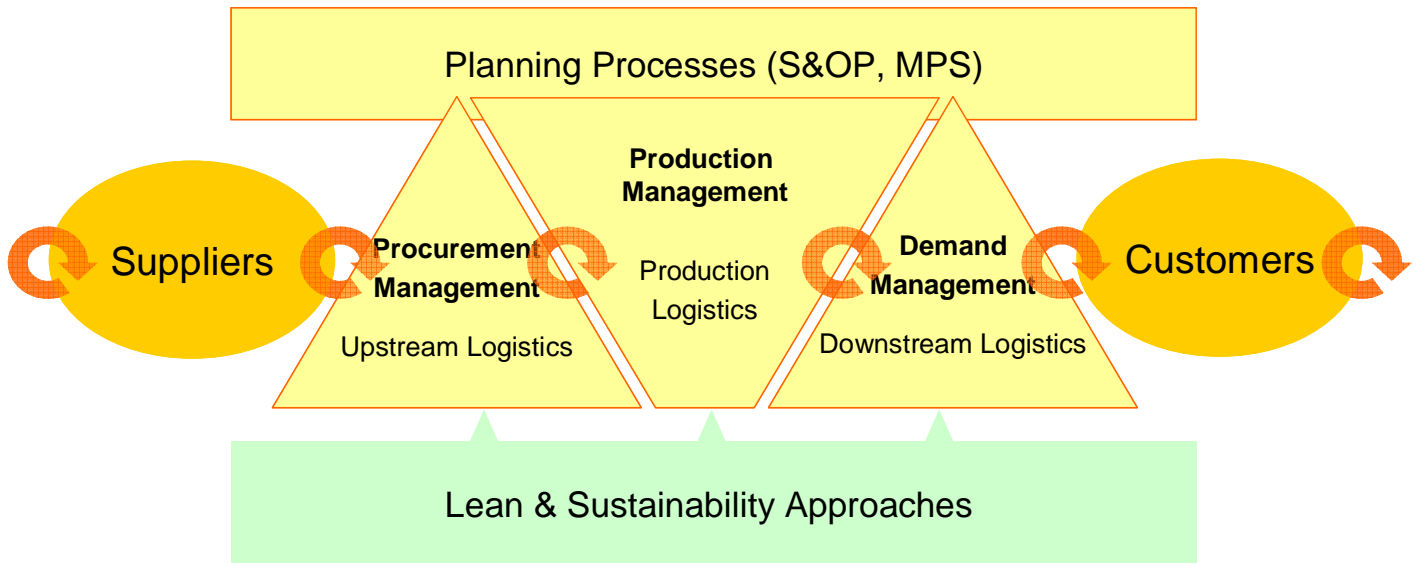 Planning Processes (S&OP, MPS)
Production
Management
Production
Logistics
Suppliers
Procurement
Management
Upstream Logistics
Demand
Management
Downstream Logistics
Customers
Lean & Sustainability Approaches